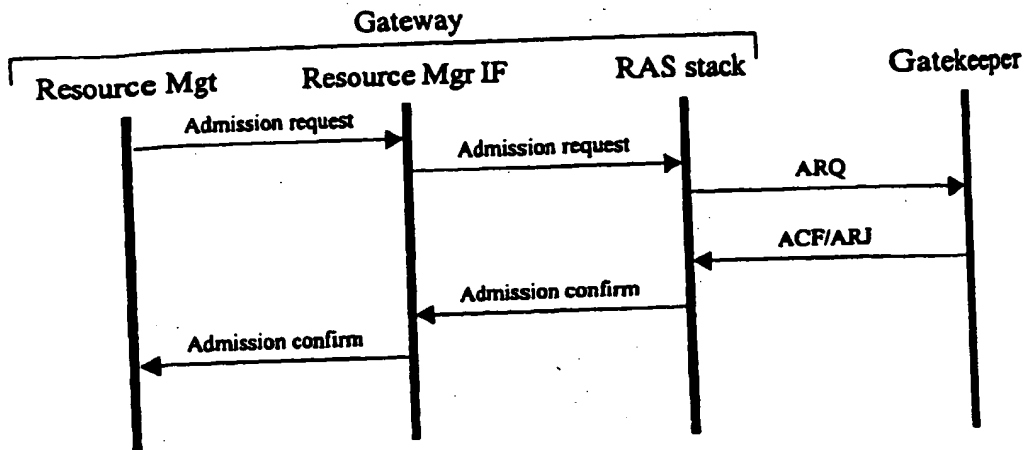 Gateway
Resource Mgt
Resource Mgr IF
RAS stack
Gatekeeper
Admission request
Admission request
ARQ
ACF/ARJ
Admission confirm
Admission confirm